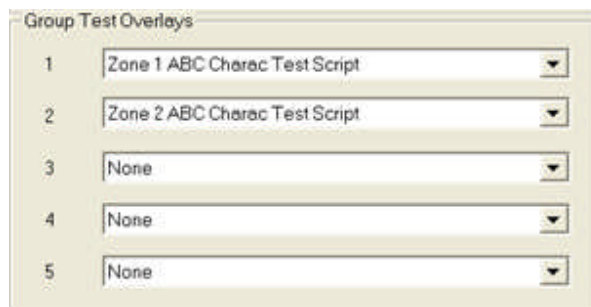 Group Test Overlays
1 Zone 1 ABC Charac Test Script
2 Zone 2 ABC Charac Test Script
3 None
4 None
5 None